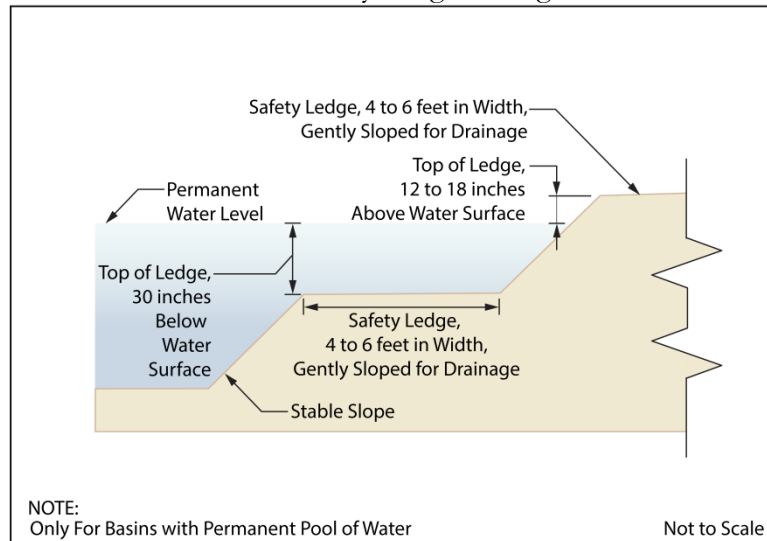 Safety Ledge, 4 to 6 feet in Width,
Gently Sloped for Drainage
Top of Ledge,
12 to 18 inches
Above Water Surface
Permanent
Water Level
Top of Ledge,
30 inches
Below
Water
Surface
Safety Ledge,
4 to 6 feet in Width,
Gently Sloped for Drainage
Stable Slope
NOTE:
Only For Basins with Permanent Pool of Water
Not to Scale